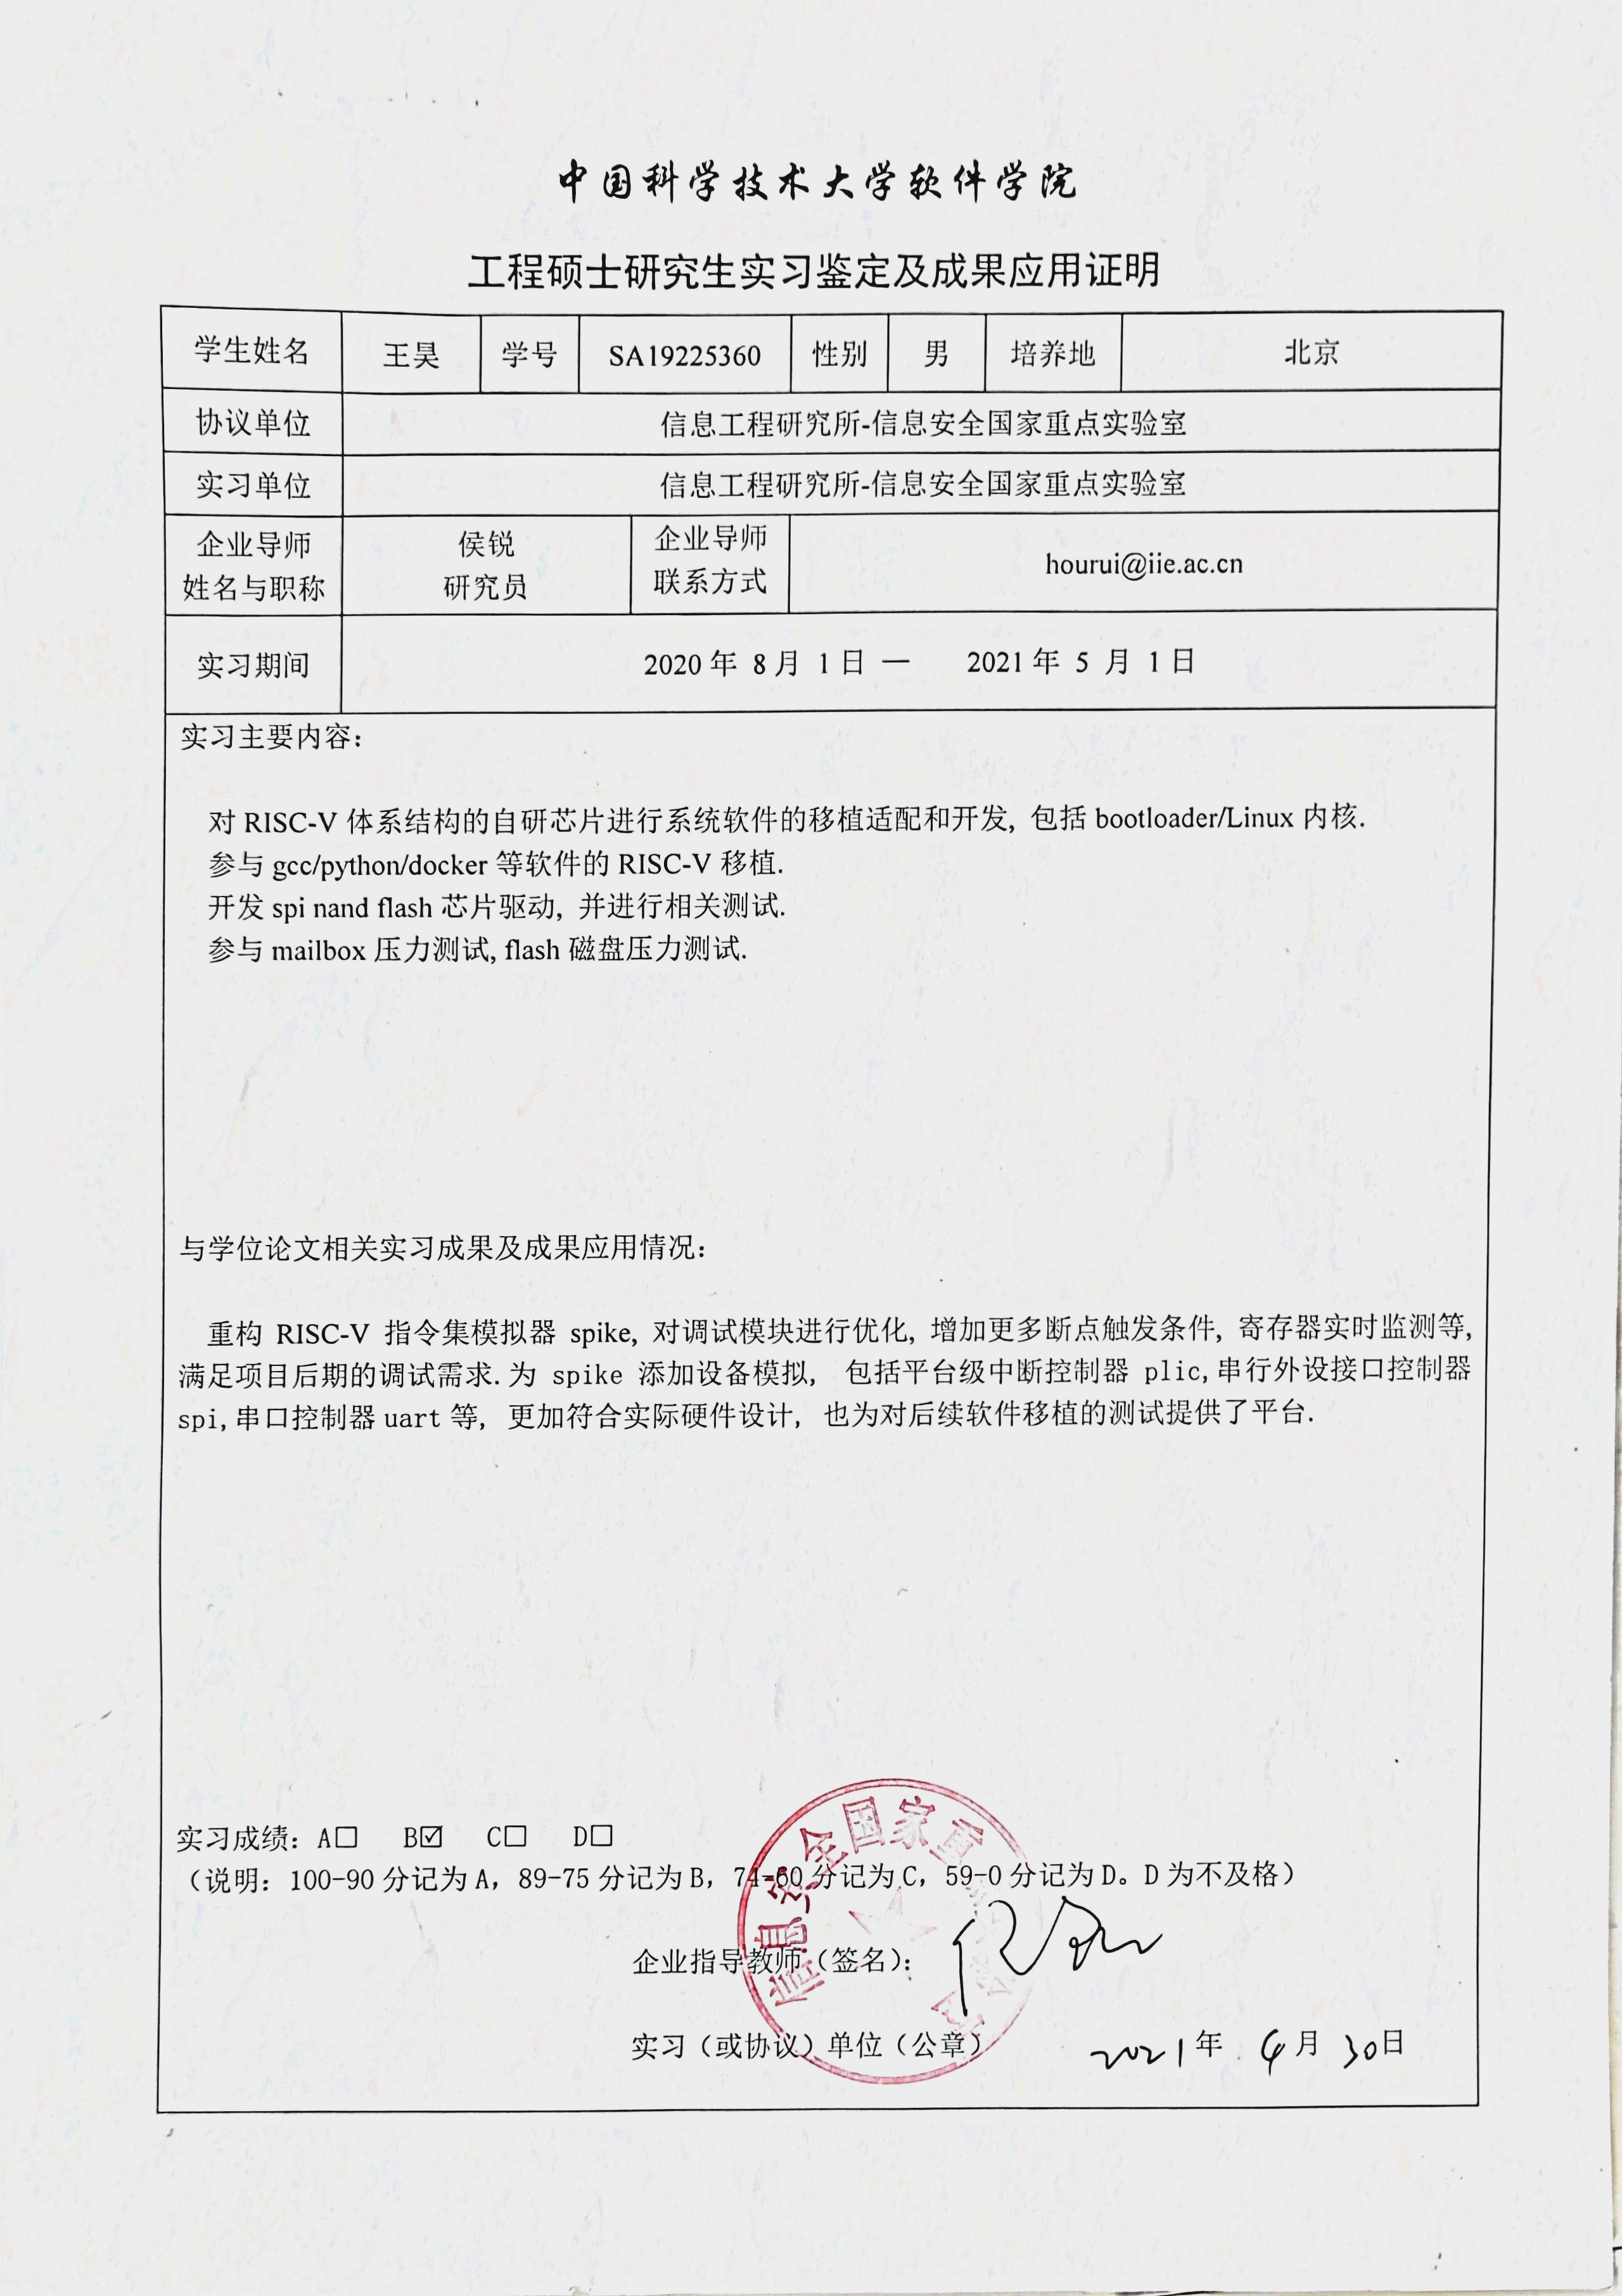 中国科学技术大学软件学院
工程硕士研究生实习鉴定及成果应用证明
学生姓名 王昊 学号 SA19225360 性别 男 培养地 北京
协议单位 信息工程研究所-信息安全国家重点实验室
实习单位 信息工程研究所-信息安全国家重点实验室
企业导师 侯锐 企业导师
姓名与职称 研究员 联系方式 hourui@iie.ac.cn
实习期间 2020 年 8 月 1 日 — 2021 年 5 月 1 日
实习主要内容：
对 RISC-V 体系结构的自研芯片进行系统软件的移植适配和开发, 包括 bootloader/Linux 内核.
参与 gcc/python/docker 等软件的 RISC-V 移植.
开发 spi nand flash 芯片驱动, 并进行相关测试.
参与 mailbox 压力测试, flash 磁盘压力测试.
与学位论文相关实习成果及成果应用情况：
重构 RISC-V 指令集模拟器 spike, 对调试模块进行优化, 增加更多断点触发条件, 寄存器实时监测等,
满足项目后期的调试需求. 为 spike 添加设备模拟, 包括平台级中断控制器 plic, 串行外设接口控制器
spi, 串口控制器 uart 等, 更加符合实际硬件设计, 也为对后续软件移植的测试提供了平台.
实习成绩：A□ B☑ C□ D□
（说明：100-90 分记为 A，89-75 分记为 B，74-60 分记为 C，59-0 分记为 D。D 为不及格）
信息安全国家重
企业指导教师（签名）：
实习（或协议）单位（公章） 2021 年 4 月 30 日